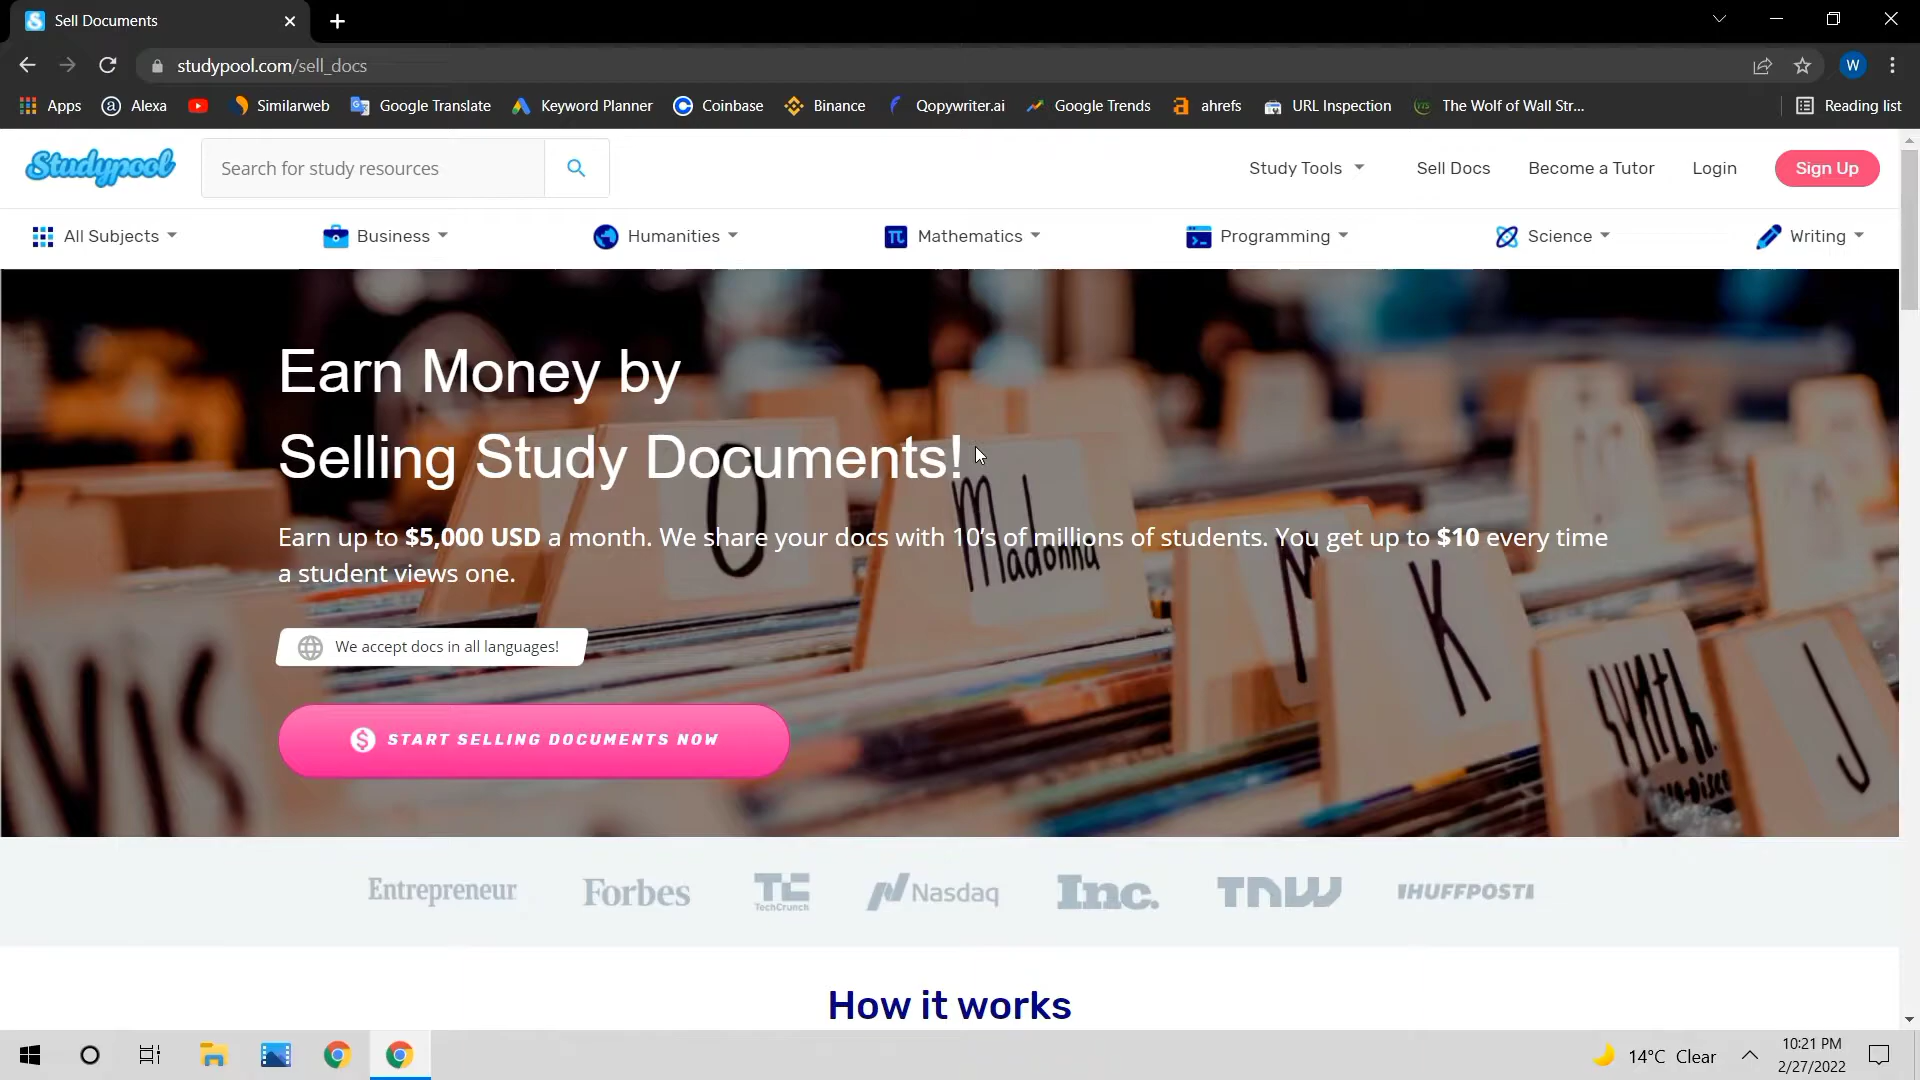 Sell Documents
studypool.com/sell_docs
W
Apps
Alexa
Similarweb
Google Translate
Keyword Planner
Coinbase
Binance
Qopywriter.ai
Google Trends
ahrefs
URL Inspection
The Wolf of Wall Str...
Reading list
Studypool
Search for study resources
Study Tools
Sell Docs
Become a Tutor
Login
Sign Up
All Subjects
Business
Humanities
Mathematics
Programming
Science
Writing
Earn Money by
Selling Study Documents!
Earn up to $5,000 USD a month. We share your docs with 10’s of millions of students. You get up to $10 every time
a student views one.
We accept docs in all languages!
START SELLING DOCUMENTS NOW
O
Madonna
N
K
J
Entrepreneur
Forbes
TC
TechCrunch
Nasdaq
Inc.
TNW
IHUFFPOSTI
How it works
14°C Clear
10:21 PM
2/27/2022